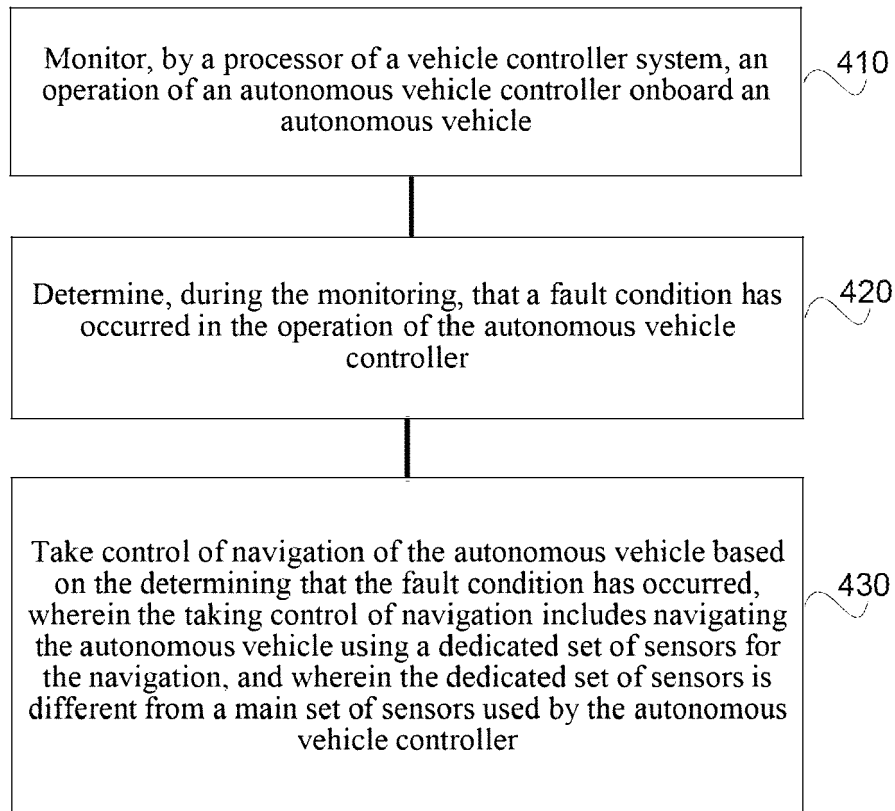 Monitor, by a processor of a vehicle controller system, an
operation of an autonomous vehicle controller onboard an
autonomous vehicle
410
Determine, during the monitoring, that a fault condition has
occurred in the operation of the autonomous vehicle
controller
420
Take control of navigation of the autonomous vehicle based
on the determining that the fault condition has occurred,
wherein the taking control of navigation includes navigating
the autonomous vehicle using a dedicated set of sensors for
the navigation, and wherein the dedicated set of sensors is
different from a main set of sensors used by the autonomous
vehicle controller
430